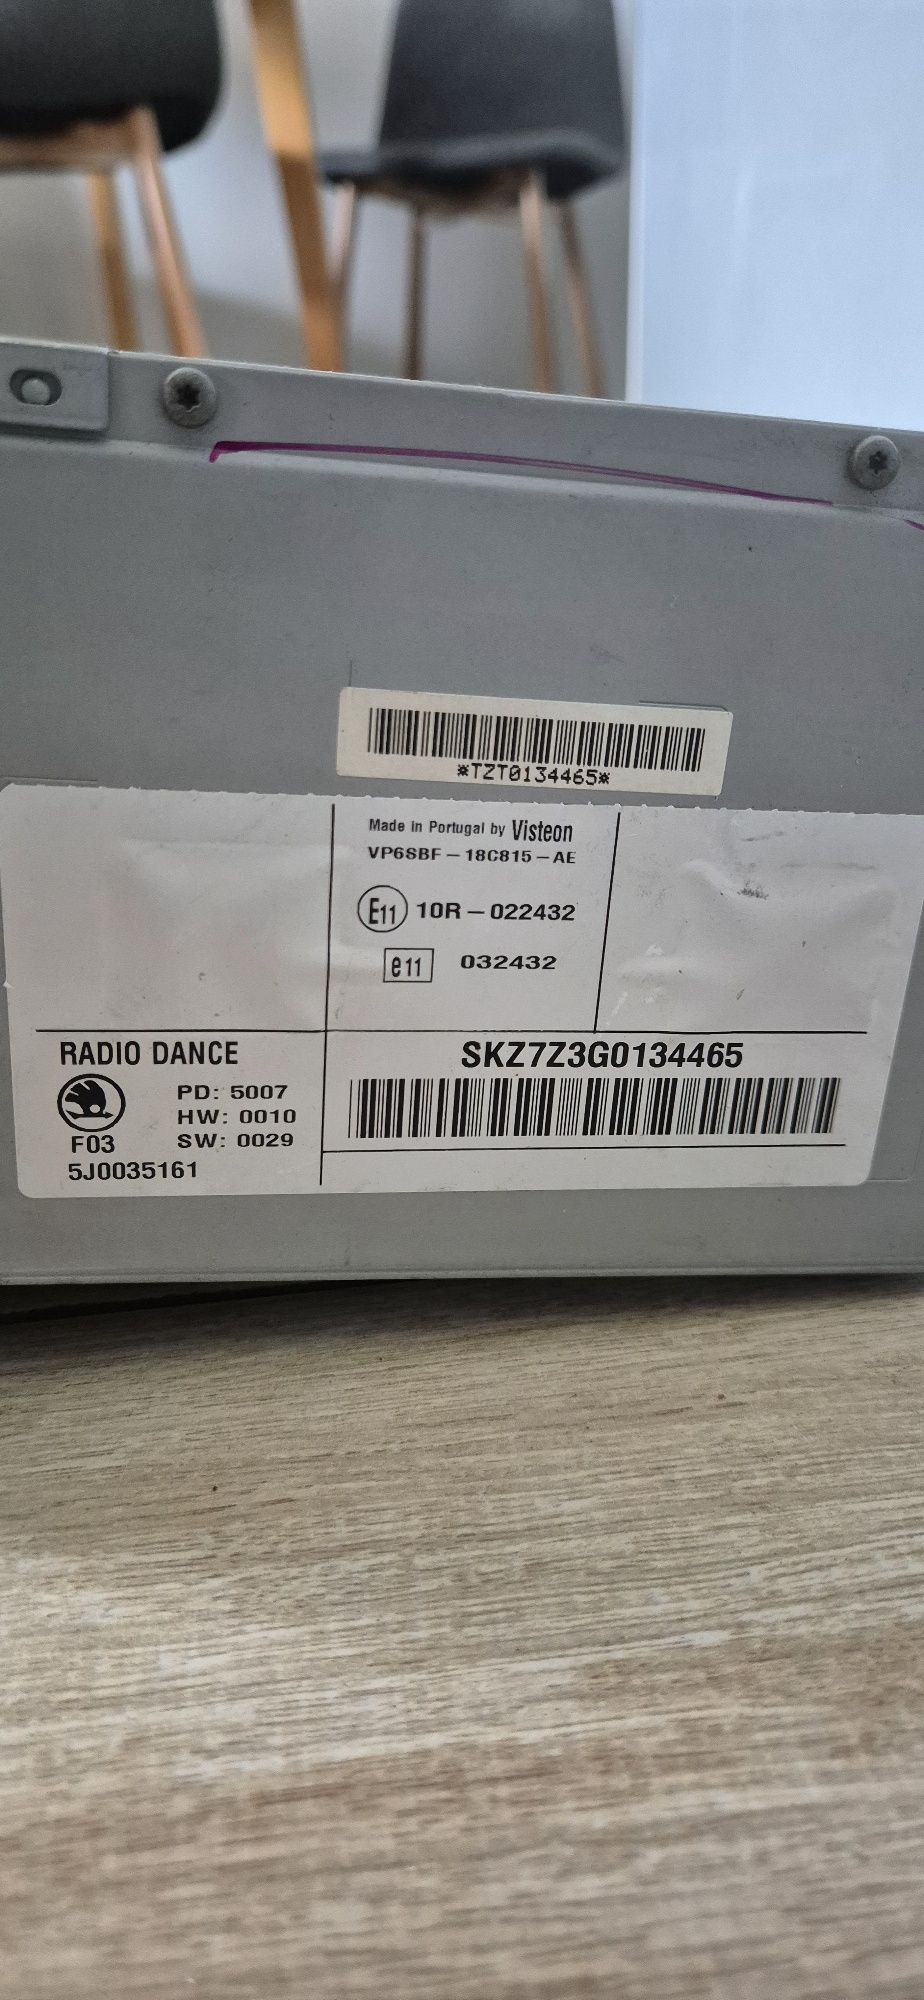 *TZT0134465*
Made in Portugal by Visteon
VP6SBF-18C815-AE
E11 10R-022432
e11 032432
RADIO DANCE
PD: 5007
HW: 0010
F03 SW: 0029
5J0035161
SKZ7Z3G0134465